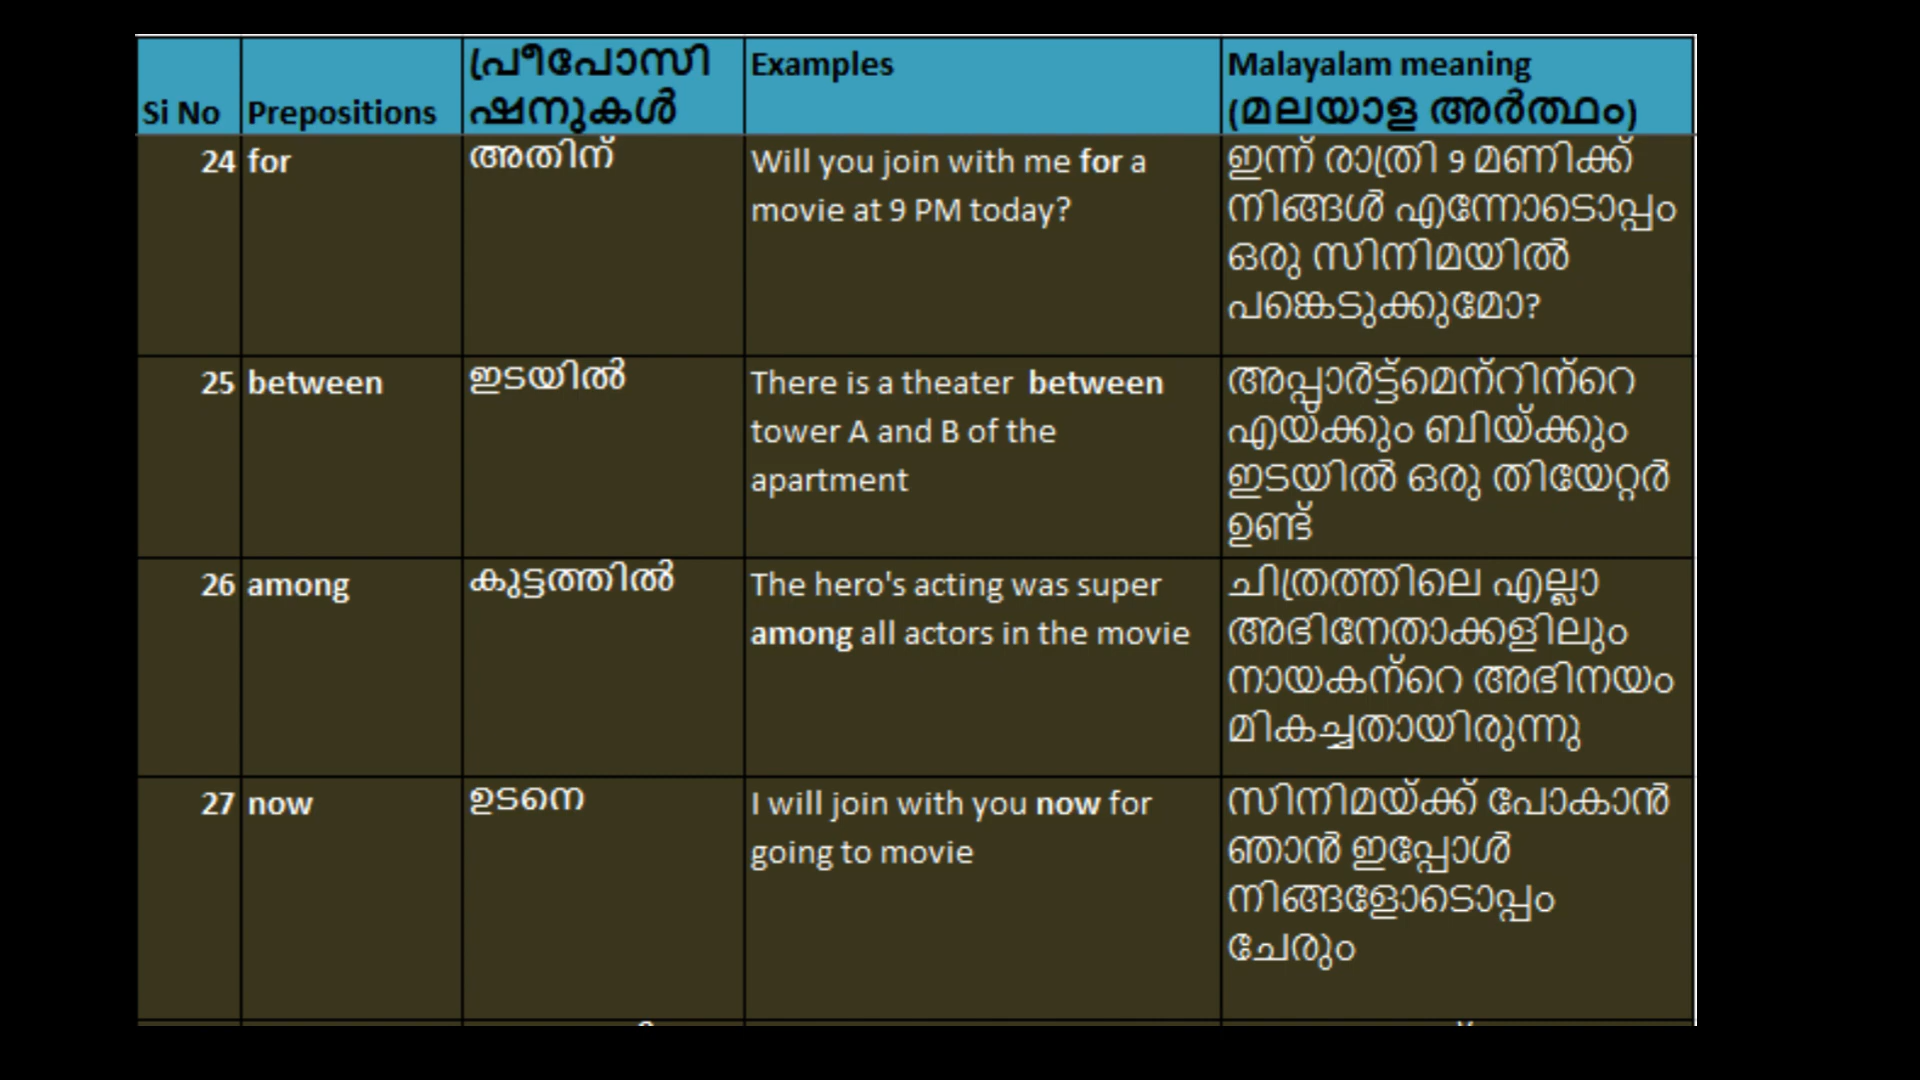 Si No
Prepositions
പ്രീപോസി
ഷനുകൾ
Examples
Malayalam meaning
(മലയാള അർത്ഥം)
24
for
അതിന്
Will you join with me for a
movie at 9 PM today?
ഇന്ന് രാത്രി 9 മണിക്ക്
നിങ്ങൾ എന്നോടൊപ്പം
ഒരു സിനിമയിൽ
പങ്കെടുക്കുമോ?
25
between
ഇടയിൽ
There is a theater  between
tower A and B of the
apartment
അപ്പാർട്ട്മെന്റിന്റെ
എയ്ക്കും ബിയ്ക്കും
ഇടയിൽ ഒരു തിയേറ്റർ
ഉണ്ട്
26
among
കുട്ടത്തിൽ
The hero's acting was super
among all actors in the movie
ചിത്രത്തിലെ എല്ലാ
അഭിനേതാക്കളിലും
നായകന്റെ അഭിനയം
മികച്ചതായിരുന്നു
27
now
ഉടനെ
I will join with you now for
going to movie
സിനിമയ്ക്ക് പോകാൻ
ഞാൻ ഇപ്പോൾ
നിങ്ങളോടൊപ്പം
ചേരും